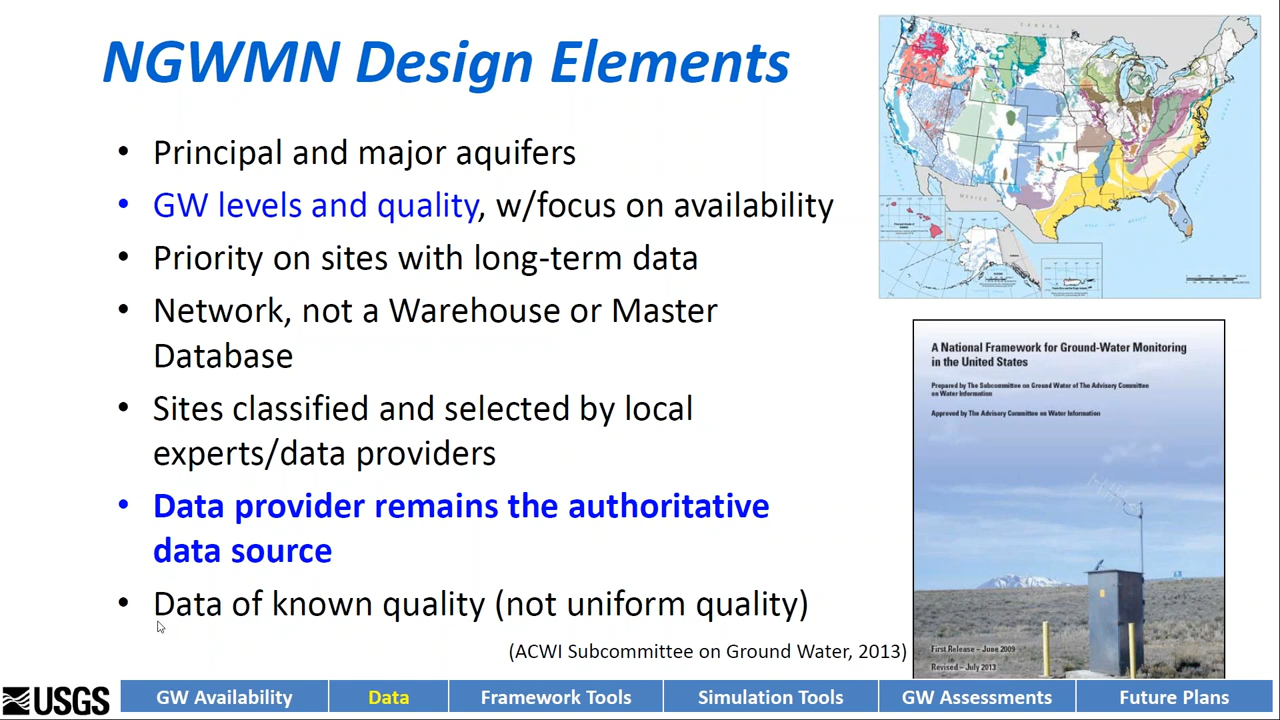 NGWMN Design Elements
• Principal and major aquifers
• GW levels and quality, w/focus on availability
• Priority on sites with long-term data
• Network, not a Warehouse or Master
Database
• Sites classified and selected by local
experts/data providers
• Data provider remains the authoritative
data source
• Data of known quality (not uniform quality)
(ACWI Subcommittee on Ground Water, 2013)
CANADA
MEXICO
A National Framework for Ground-Water Monitoring
in the United States
Prepared by The Subcommittee on Ground Water of The Advisory Committee
on Water Information
Approved by The Advisory Committee on Water Information
First Release – June 2009
Revised – July 2013
USGS
GW Availability
Data
Framework Tools
Simulation Tools
GW Assessments
Future Plans